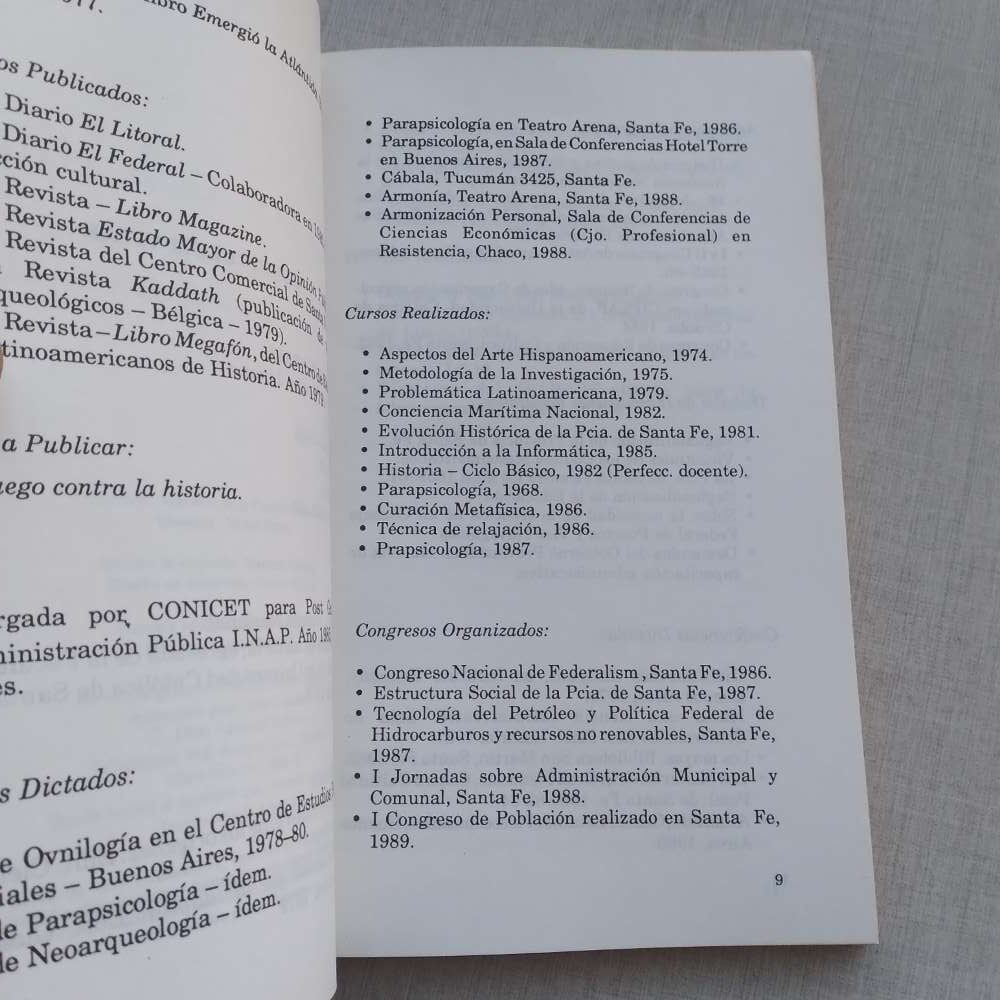 1977.
libro Emergió la Atlántida
os Publicados:
Diario El Litoral.
Diario El Federal – Colaboradora en
cción cultural.
Revista – Libro Magazine.
Revista Estado Mayor de la Opinión
Revista del Centro Comercial de Santa
Revista Kaddath (publicación de
queológicos – Bélgica – 1979).
Revista – Libro Megafón, del Centro de
tinoamericanos de Historia. Año 1979.
a Publicar:
uego contra la historia.
rgada por CONICET para Post
ministración Pública I.N.A.P. Año
es.
s Dictados:
e Ovnilogía en el Centro de Estudios
iales – Buenos Aires, 1978–80.
de Parapsicología – ídem.
de Neoarqueología – ídem.
• Parapsicología en Teatro Arena, Santa Fe, 1986.
• Parapsicología, en Sala de Conferencias Hotel Torre
en Buenos Aires, 1987.
• Cábala, Tucumán 3425, Santa Fe.
• Armonía, Teatro Arena, Santa Fe, 1988.
• Armonización Personal, Sala de Conferencias de
Ciencias Económicas (Cjo. Profesional) en
Resistencia, Chaco, 1988.
Cursos Realizados:
• Aspectos del Arte Hispanoamericano, 1974.
• Metodología de la Investigación, 1975.
• Problemática Latinoamericana, 1979.
• Conciencia Marítima Nacional, 1982.
• Evolución Histórica de la Pcia. de Santa Fe, 1981.
• Introducción a la Informática, 1985.
• Historia – Ciclo Básico, 1982 (Perfecc. docente).
• Parapsicología, 1968.
• Curación Metafísica, 1986.
• Técnica de relajación, 1986.
• Prapsicología, 1987.
Congresos Organizados:
• Congreso Nacional de Federalism , Santa Fe, 1986.
• Estructura Social de la Pcia. de Santa Fe, 1987.
• Tecnología del Petróleo y Política Federal de
Hidrocarburos y recursos no renovables, Santa Fe,
1987.
• I Jornadas sobre Administración Municipal y
Comunal, Santa Fe, 1988.
• I Congreso de Población realizado en Santa Fe,
1989.
9